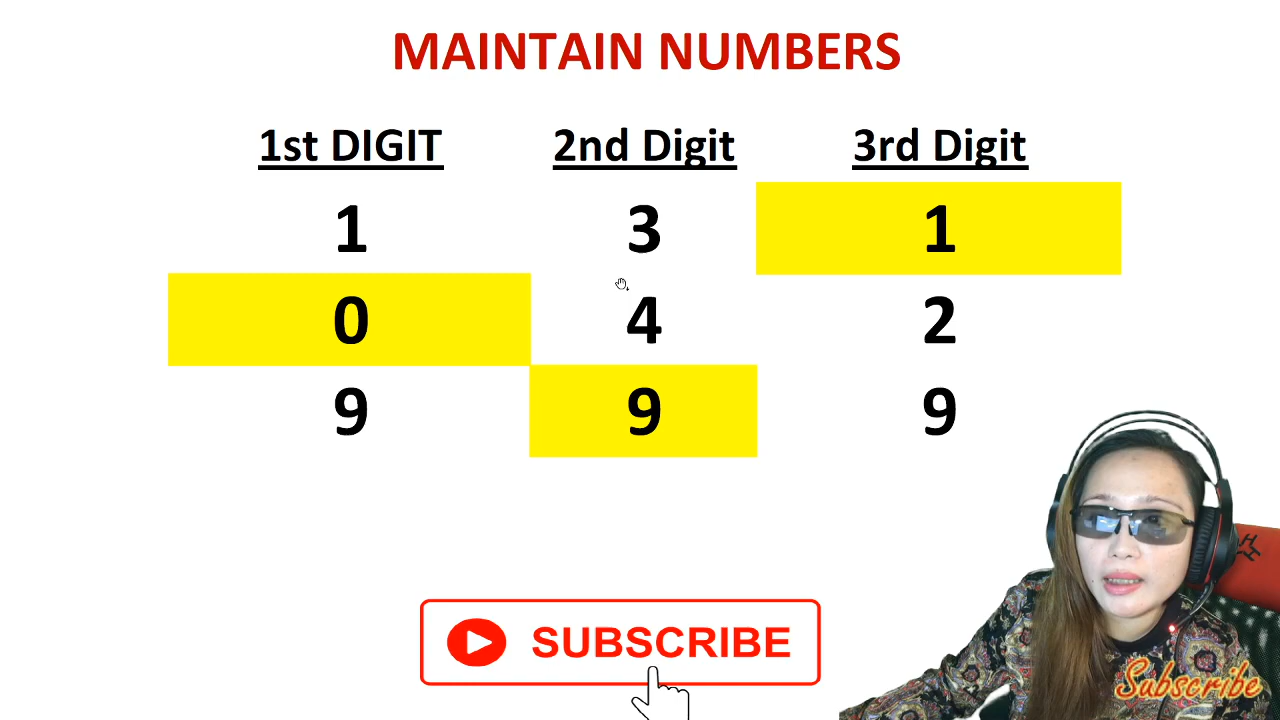 MAINTAIN NUMBERS
1st DIGIT 2nd Digit 3rd Digit
1 3 1
0 4 2
9 9 9
SUBSCRIBE
Subscribe